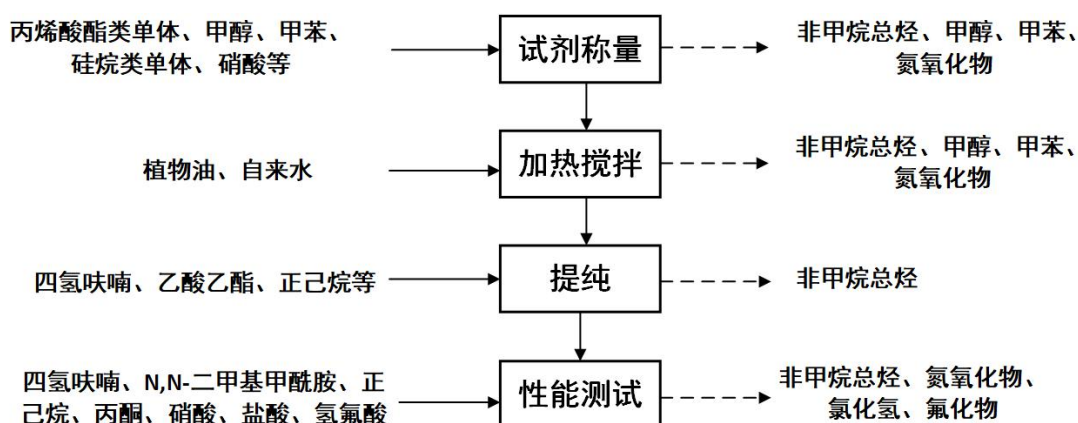 丙烯酸酯类单体、甲醇、甲苯、
硅烷类单体、硝酸等
试剂称量
非甲烷总烃、甲醇、甲苯、
氮氧化物
植物油、自来水
加热搅拌
非甲烷总烃、甲醇、甲苯、
氮氧化物
四氢呋喃、乙酸乙酯、正己烷等
提纯
非甲烷总烃
四氢呋喃、N,N-二甲基甲酰胺、正
己烷、丙酮、硝酸、盐酸、氢氟酸
性能测试
非甲烷总烃、氮氧化物、
氯化氢、氟化物